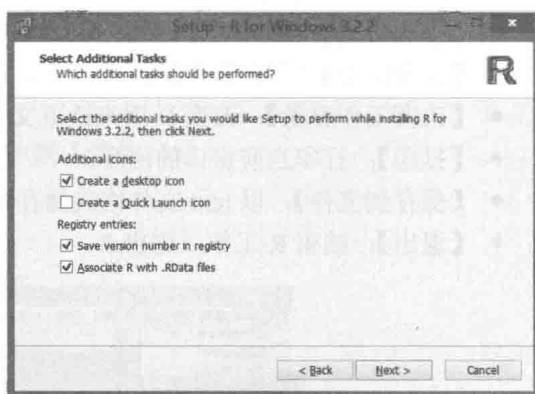 Setup - R for Windows 3.2.2
Select Additional Tasks
Which additional tasks should be performed?
R
Select the additional tasks you would like Setup to perform while installing R for
Windows 3.2.2, then click Next.
Additional icons:
Create a desktop icon
Create a Quick Launch icon
Registry entries:
Save version number in registry
Associate R with .RData files
< Back
Next >
Cancel